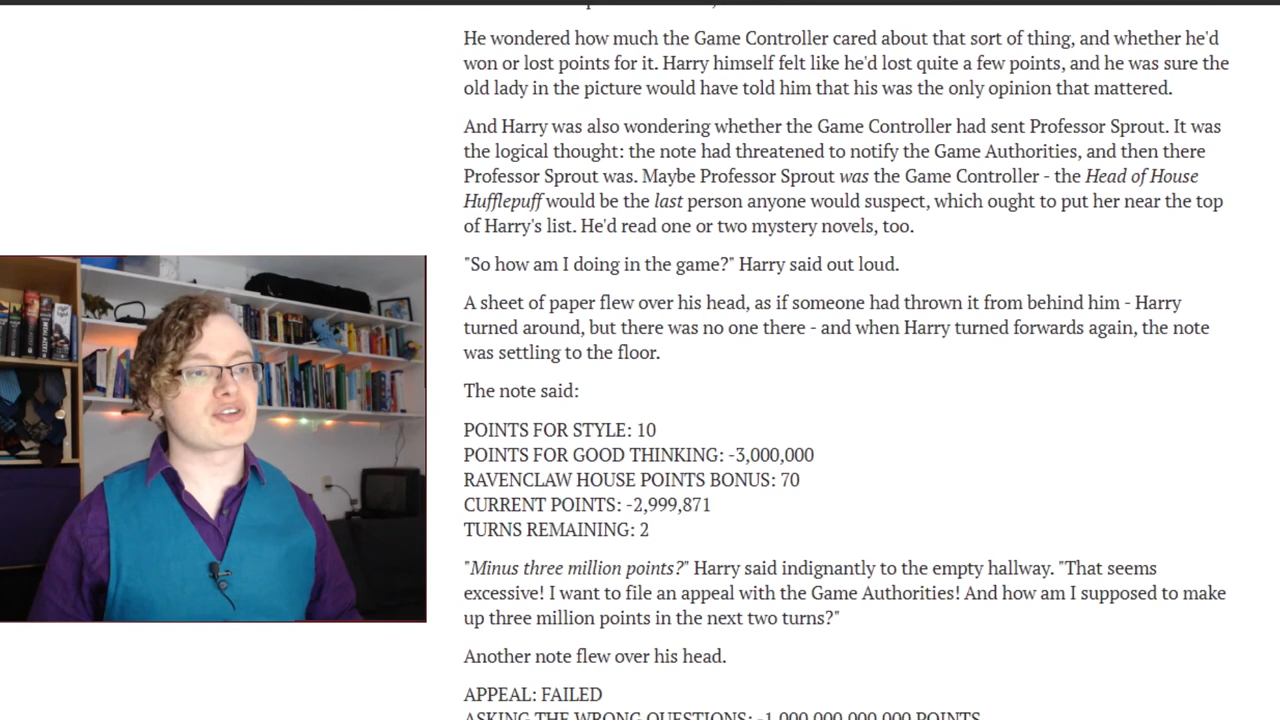 He wondered how much the Game Controller cared about that sort of thing, and whether he'd
won or lost points for it. Harry himself felt like he'd lost quite a few points, and he was sure the
old lady in the picture would have told him that his was the only opinion that mattered.
And Harry was also wondering whether the Game Controller had sent Professor Sprout. It was
the logical thought: the note had threatened to notify the Game Authorities, and then there
Professor Sprout was. Maybe Professor Sprout was the Game Controller - the Head of House
Hufflepuff would be the last person anyone would suspect, which ought to put her near the top
of Harry's list. He'd read one or two mystery novels, too.
"So how am I doing in the game?" Harry said out loud.
A sheet of paper flew over his head, as if someone had thrown it from behind him - Harry
turned around, but there was no one there - and when Harry turned forwards again, the note
was settling to the floor.
The note said:
POINTS FOR STYLE: 10
POINTS FOR GOOD THINKING: -3,000,000
RAVENCLAW HOUSE POINTS BONUS: 70
CURRENT POINTS: -2,999,871
TURNS REMAINING: 2
"Minus three million points?" Harry said indignantly to the empty hallway. "That seems
excessive! I want to file an appeal with the Game Authorities! And how am I supposed to make
up three million points in the next two turns?"
Another note flew over his head.
APPEAL: FAILED
ASKING THE WRONG QUESTIONS: -1,000,000,000,000 POINTS